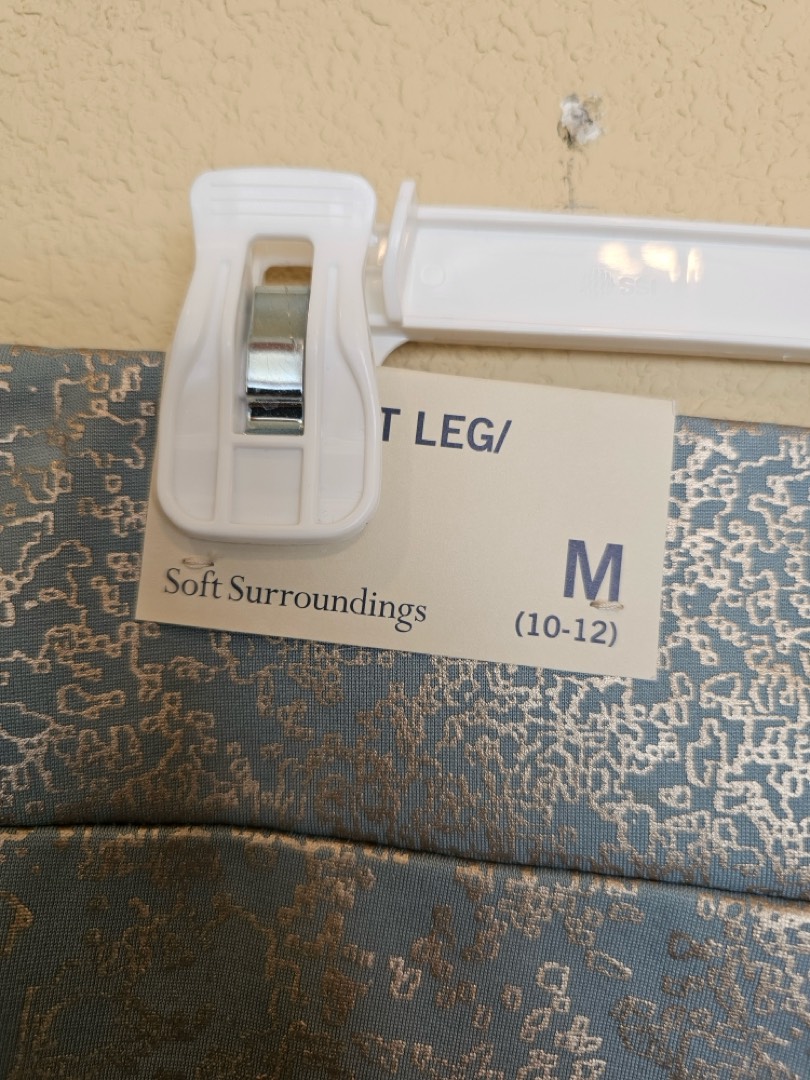 T LEG/
M
Soft Surroundings
(10-12)